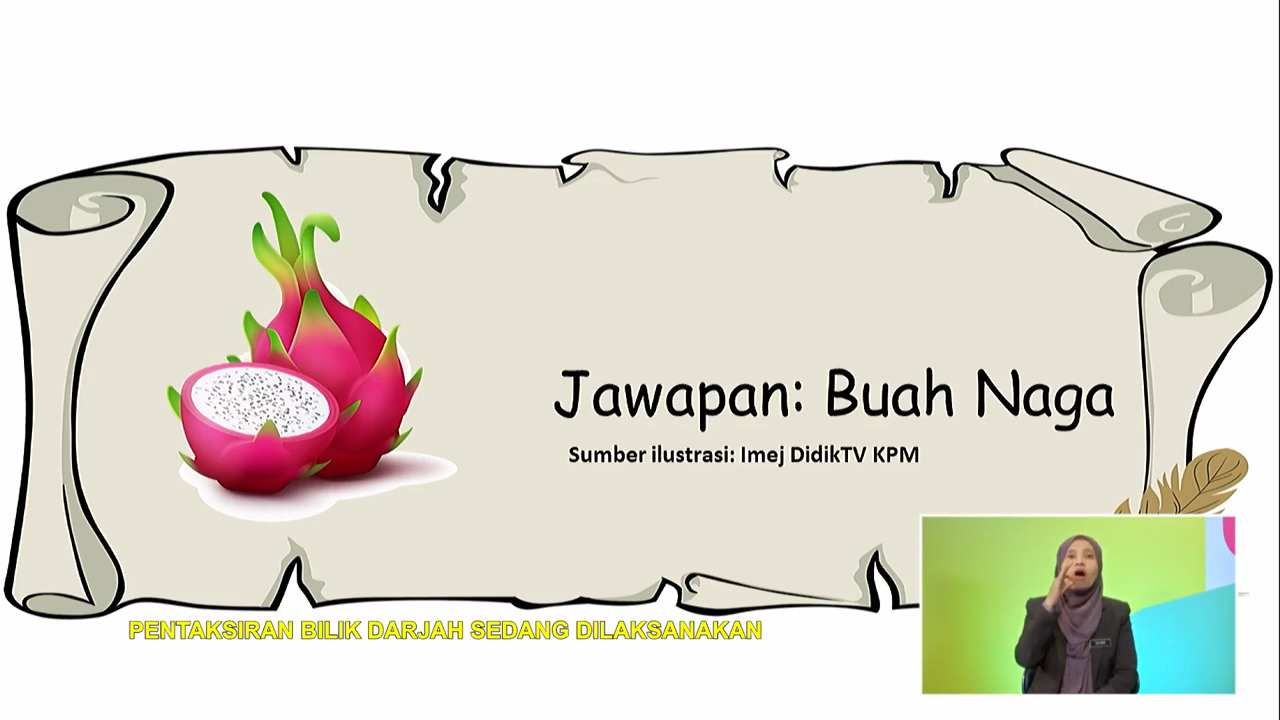 Jawapan: Buah Naga
Sumber ilustrasi: Imej DidikTV KPM
PENTAKSIRAN BILIK DARJAH SEDANG DILAKSANAKAN